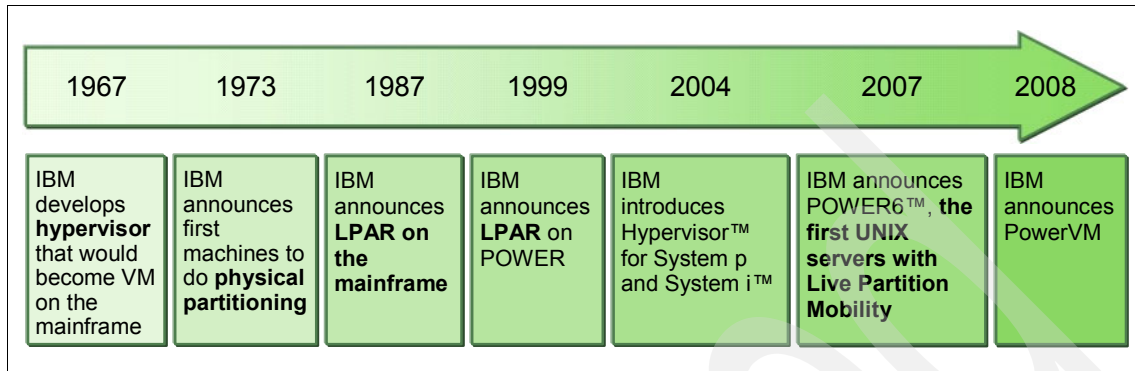 1967 1973 1987 1999 2004 2007 2008
IBM
develops
hypervisor
that would
become VM
on the
mainframe
IBM
announces
first
machines to
do physical
partitioning
IBM
announces
LPAR on
the
mainframe
IBM
announces
LPAR on
POWER
IBM
introduces
Hypervisor™
for System p
and System i™
IBM announces
POWER6™, the
first UNIX
servers with
Live Partition
Mobility
IBM
announces
PowerVM